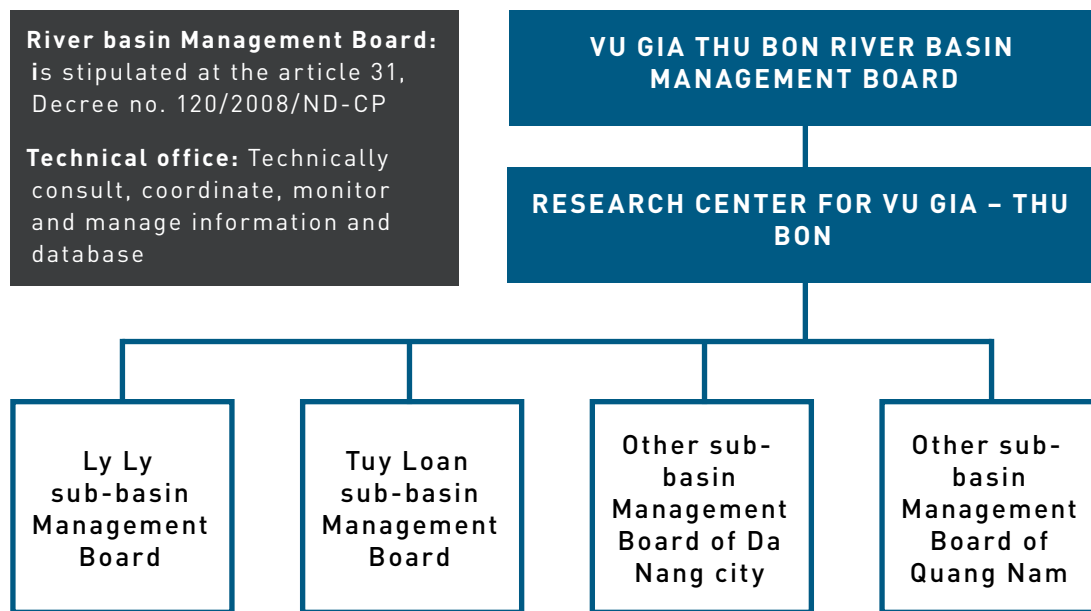 River basin Management Board:
is stipulated at the article 31,
Decree no. 120/2008/ND-CP
Technical office: Technically
consult, coordinate, monitor
and manage information and
database
VU GIA THU BON RIVER BASIN
MANAGEMENT BOARD
RESEARCH CENTER FOR VU GIA – THU
BON
Ly Ly
sub-basin
Management
Board
Tuy Loan
sub-basin
Management
Board
Other sub-
basin
Management
Board of Da
Nang city
Other sub-
basin
Management
Board of
Quang Nam